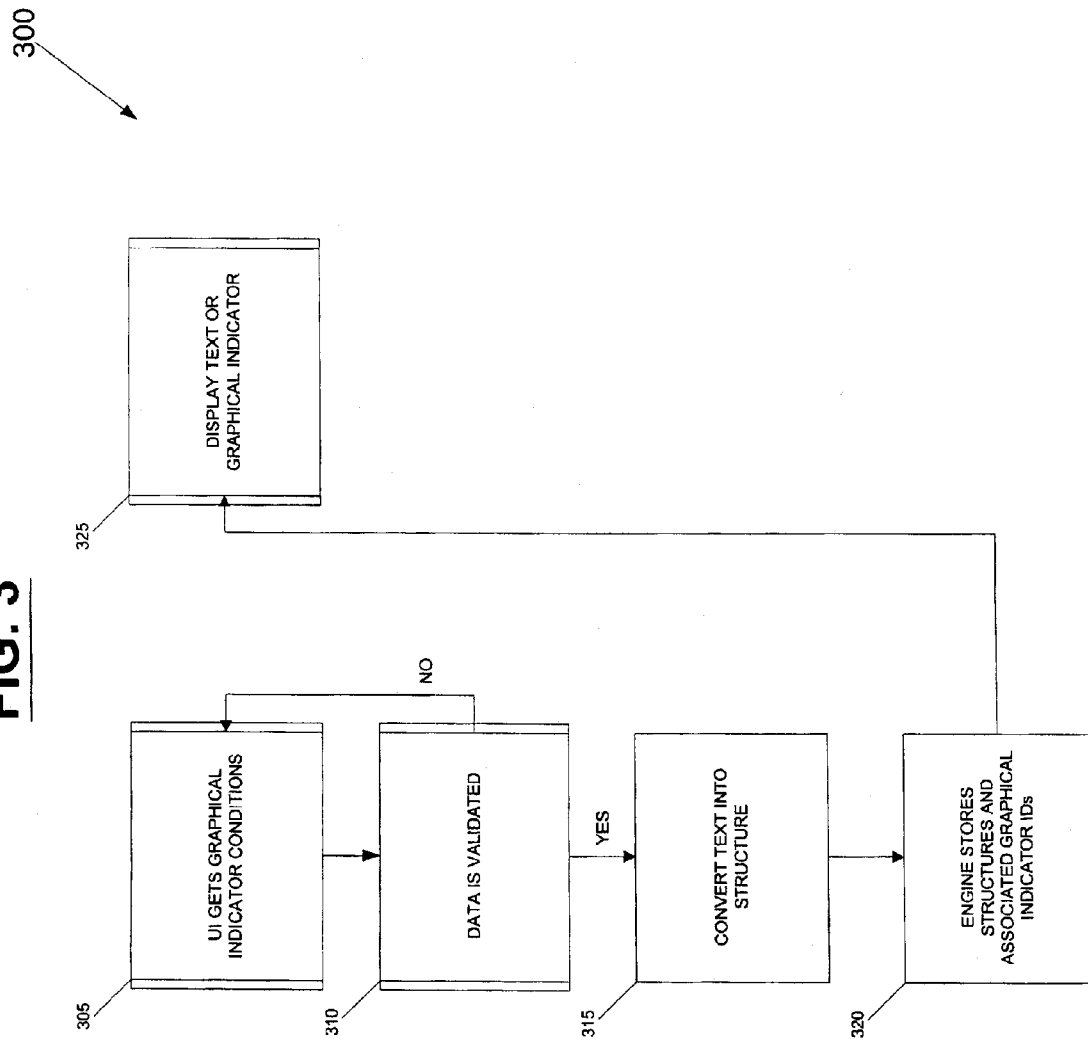 FIG. 3
300
305
UI GETS GRAPHICAL
INDICATOR CONDITIONS
NO
310
DATA IS VALIDATED
YES
315
CONVERT TEXT INTO
STRUCTURE
320
ENGINE STORES
STRUCTURES AND
ASSOCIATED GRAPHICAL
INDICATOR IDs
325
DISPLAY TEXT OR
GRAPHICAL INDICATOR